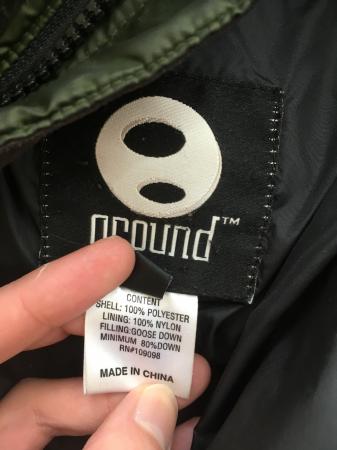 ground™
CONTENT
SHELL: 100% POLYESTER
LINING: 100% NYLON
FILLING:GOOSE DOWN
MINIMUM 80%DOWN
RN#109098
MADE IN CHINA